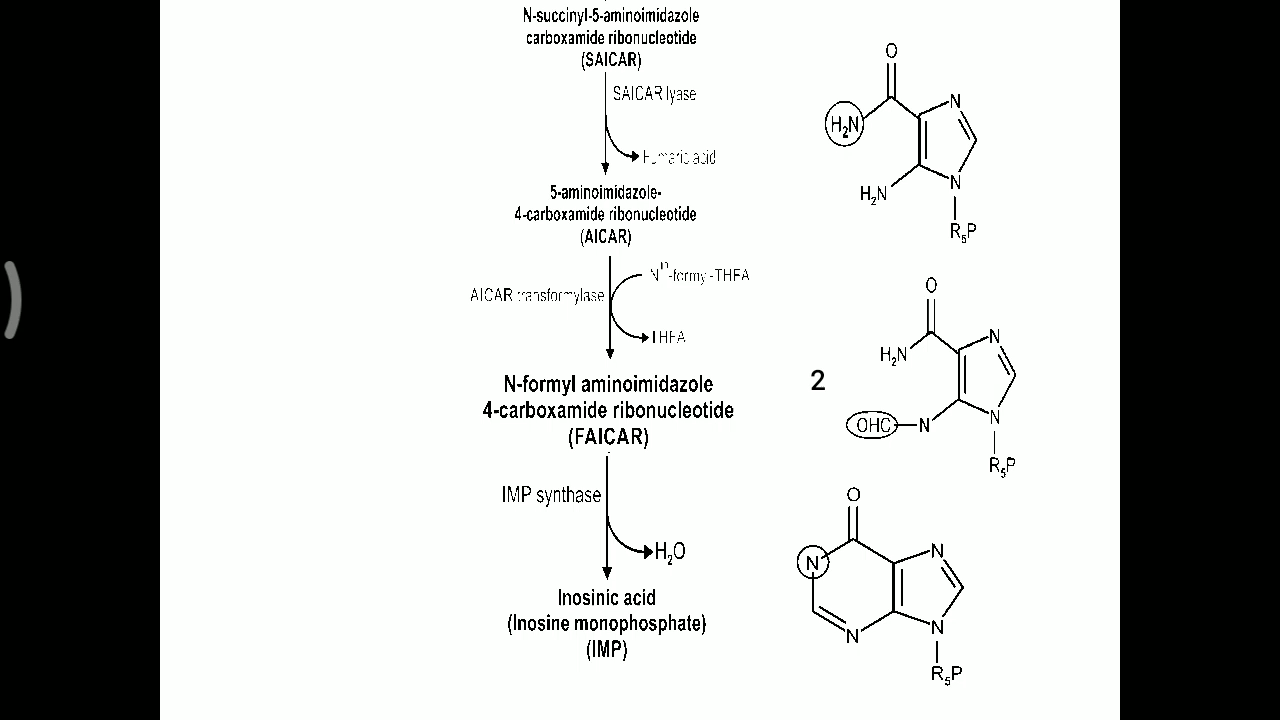 N-succinyl-5-aminoimidazole
carboxamide ribonucleotide
(SAICAR)
SAICAR lyase
Fumaric acid
5-aminoimidazole-
4-carboxamide ribonucleotide
(AICAR)
N¹⁰-formyl-THFA
AICAR transformylase
THFA
N-formyl aminoimidazole
4-carboxamide ribonucleotide
(FAICAR)
IMP synthase
H₂O
Inosinic acid
(Inosine monophosphate)
(IMP)
O
N
H₂N
N
H₂N
R₅P
O
N
H₂N
2
N
OHC N
R₅P
O
N
N
N
N
R₅P